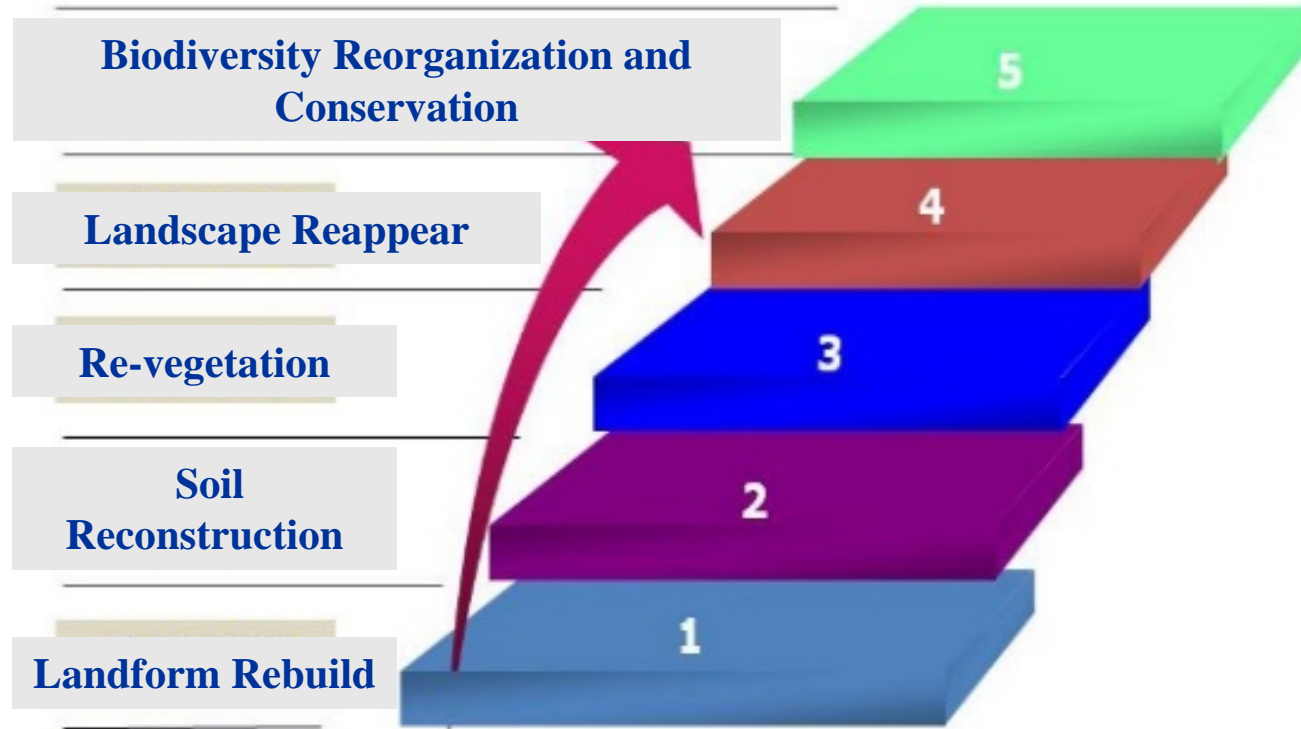 Biodiversity Reorganization and
Conservation
5
Landscape Reappear
4
Re-vegetation
3
Soil
Reconstruction
2
Landform Rebuild
1